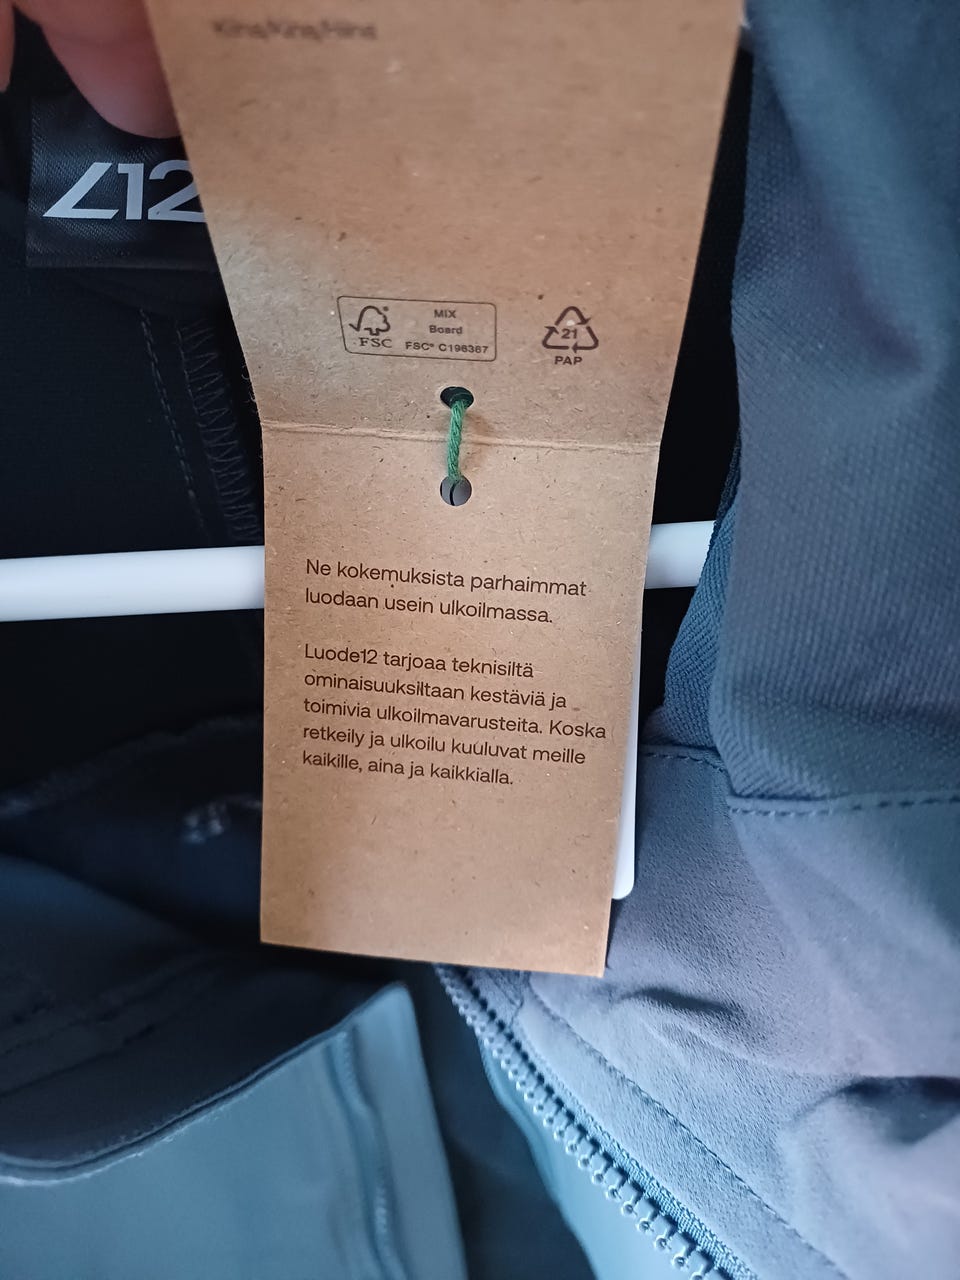 L12
MIX
Board
FSC
FSC® C198387
21
PAP
Ne kokemuksista parhaimmat
luodaan usein ulkoilmassa.
Luode12 tarjoaa teknisiltä
ominaisuuksiltaan kestäviä ja
toimivia ulkoilmavarusteita. Koska
retkeily ja ulkoilu kuuluvat meille
kaikille, aina ja kaikkialla.